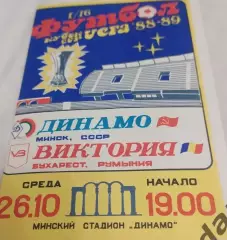 1/16
футбол
кубок уефа
'88-89
ДИНАМО
МИНСК, СССР
ВИКТОРИЯ
БУХАРЕСТ, РУМЫНИЯ
СРЕДА
НАЧАЛО
26.10
19.00
МИНСКИЙ СТАДИОН „ДИНАМО“